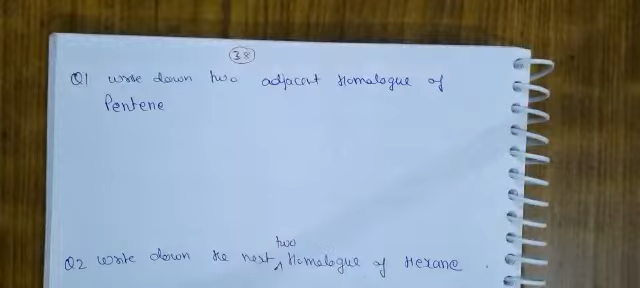 38
Q1 write down two adjacent Homologue of
Pentene
two
Q2 write down the next ^ Homologue of Hexane